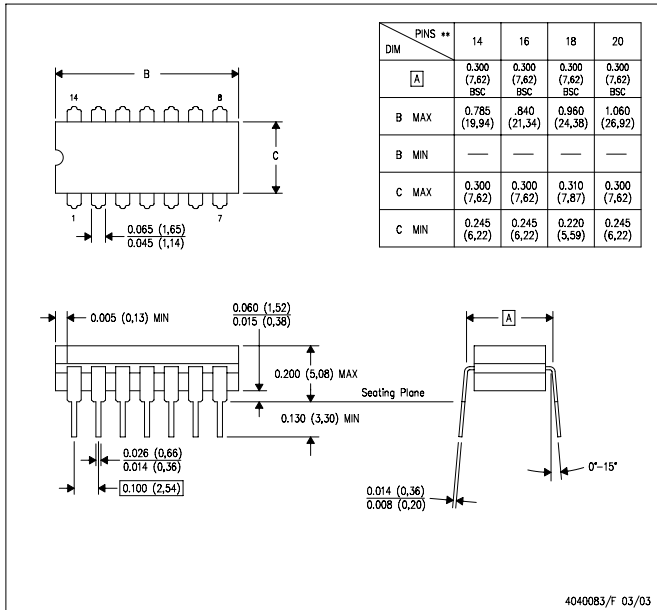 B
14
8
C
1
7
0.065 (1,65)
0.045 (1,14)
PINS **
DIM
14 16 18 20
A 0.300 (7,62) BSC 0.300 (7,62) BSC 0.300 (7,62) BSC 0.300 (7,62) BSC
B MAX 0.785 (19,94) .840 (21,34) 0.960 (24,38) 1.060 (26,92)
B MIN — — — —
C MAX 0.300 (7,62) 0.300 (7,62) 0.310 (7,87) 0.300 (7,62)
C MIN 0.245 (6,22) 0.245 (6,22) 0.220 (5,59) 0.245 (6,22)
0.005 (0,13) MIN
0.060 (1,52)
0.015 (0,38)
0.200 (5,08) MAX
Seating Plane
0.130 (3,30) MIN
0.026 (0,66)
0.014 (0,36)
0.100 (2,54)
A
0°-15°
0.014 (0,36)
0.008 (0,20)
4040083/F 03/03